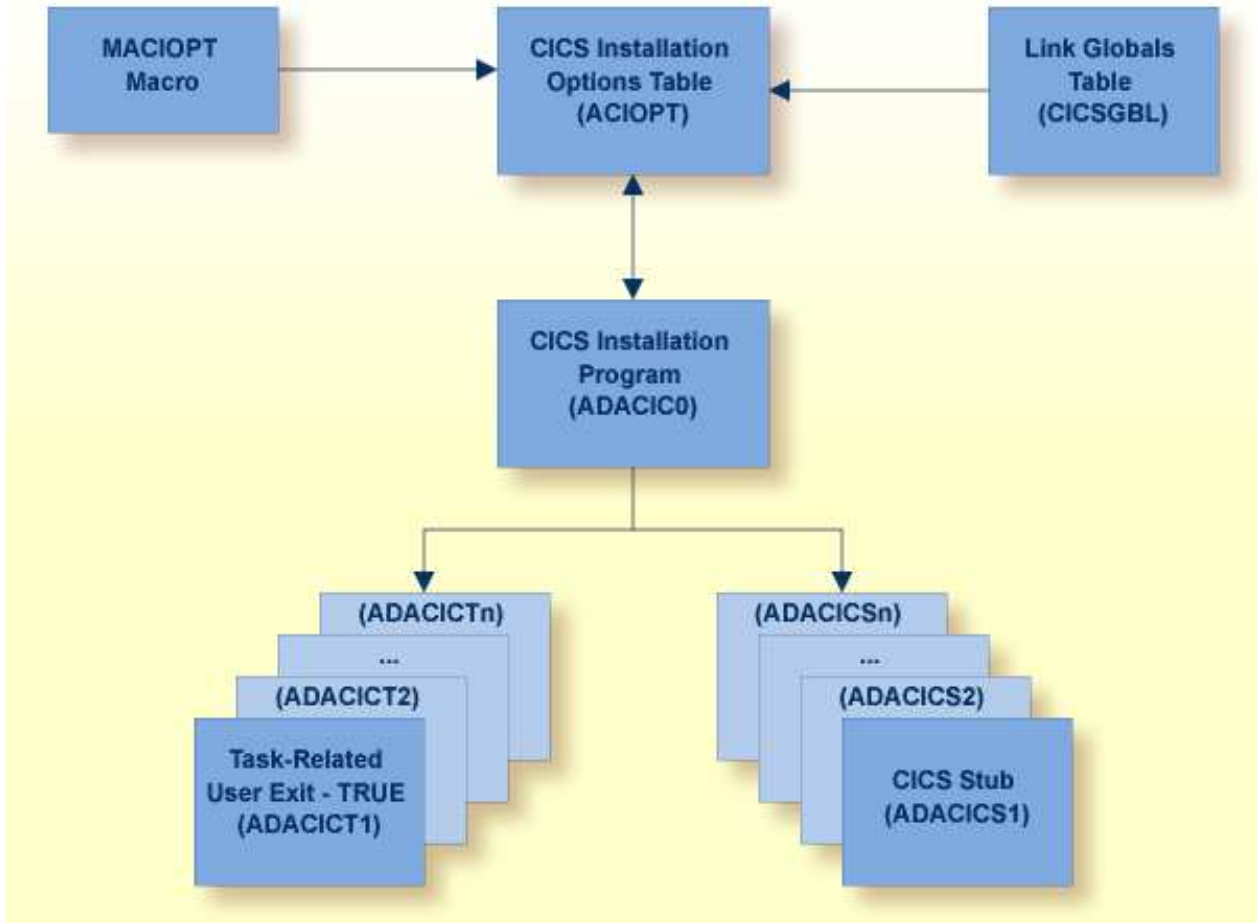 MACIOPT
Macro
CICS Installation
Options Table
(ACIOPT)
Link Globals
Table
(CICSGBL)
CICS Installation
Program
(ADACIC0)
(ADACICTn)
...
(ADACICT2)
Task-Related
User Exit - TRUE
(ADACICT1)
(ADACICSn)
...
(ADACICS2)
CICS Stub
(ADACICS1)